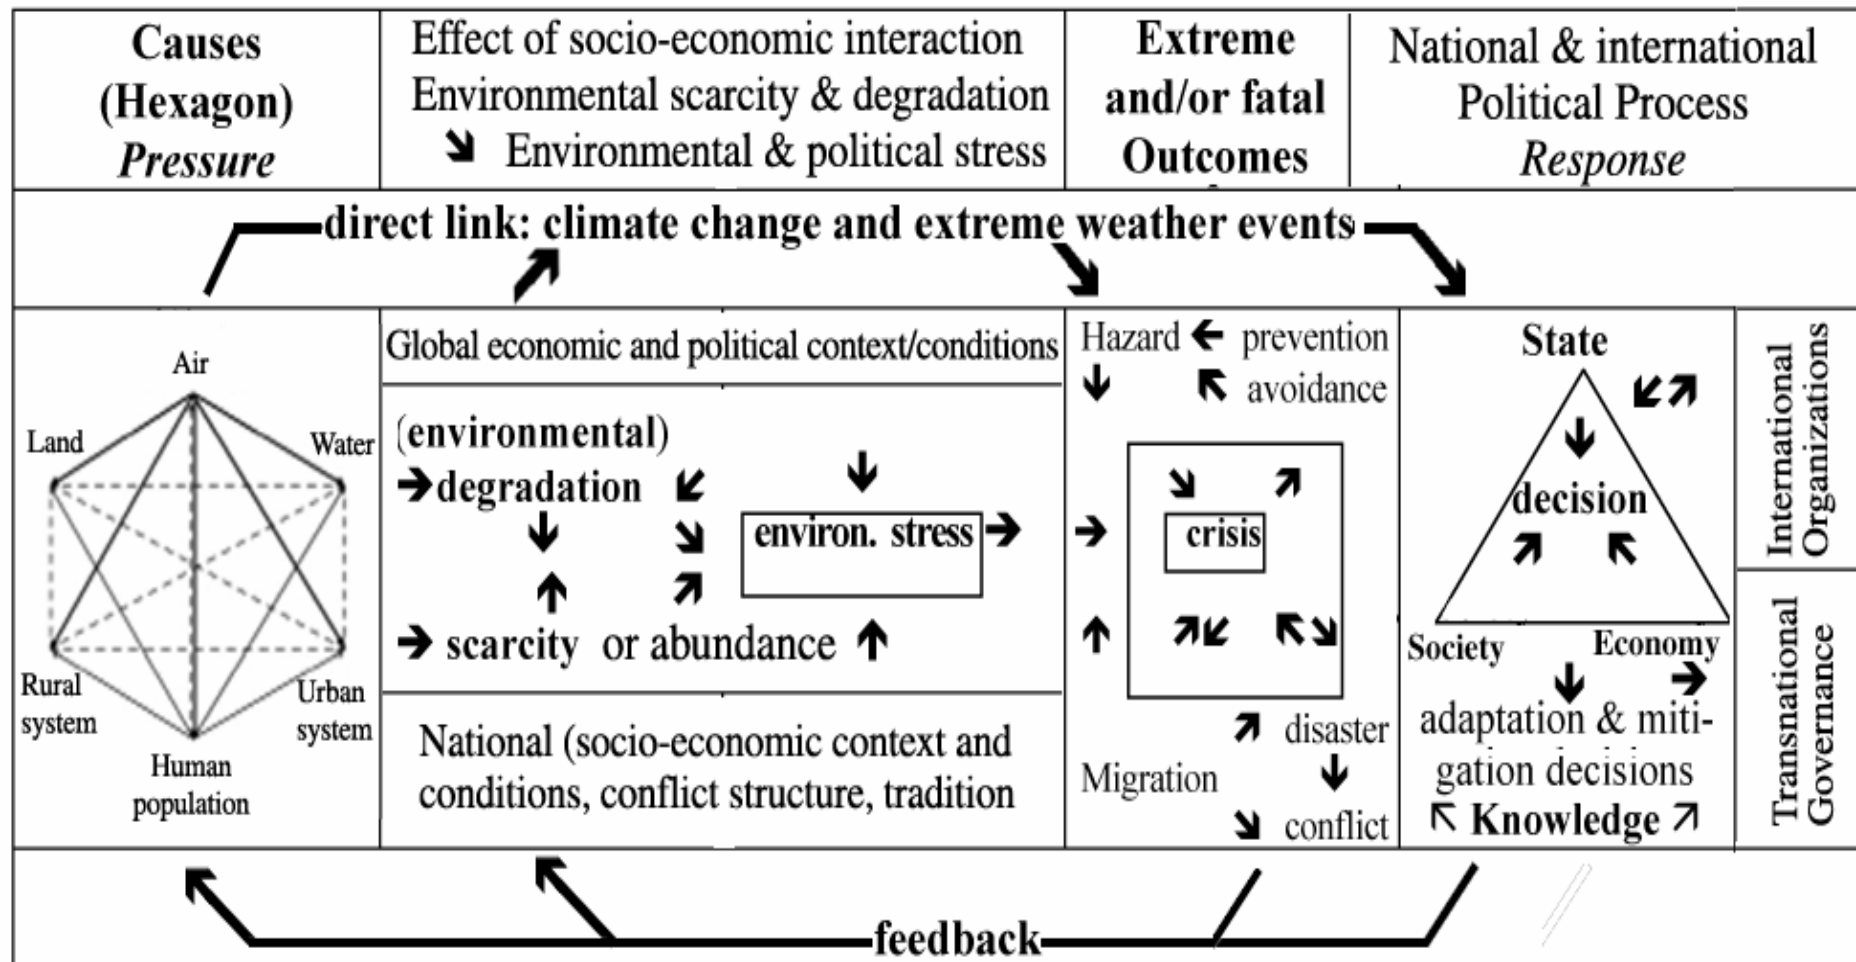 Causes
(Hexagon)
Pressure
Effect of socio-economic interaction
Environmental scarcity & degradation
Environmental & political stress
Extreme
and/or fatal
Outcomes
National & international
Political Process
Response
direct link: climate change and extreme weather events
Air
Land
Water
Rural
system
Urban
system
Human
population
Global economic and political context/conditions
(environmental)
degradation
environ. stress
scarcity or abundance
National (socio-economic context and
conditions, conflict structure, tradition
Hazard prevention
avoidance
crisis
disaster
Migration
conflict
State
decision
Society
Economy
adaptation & miti-
gation decisions
Knowledge
International
Organizations
Transnational
Governance
feedback